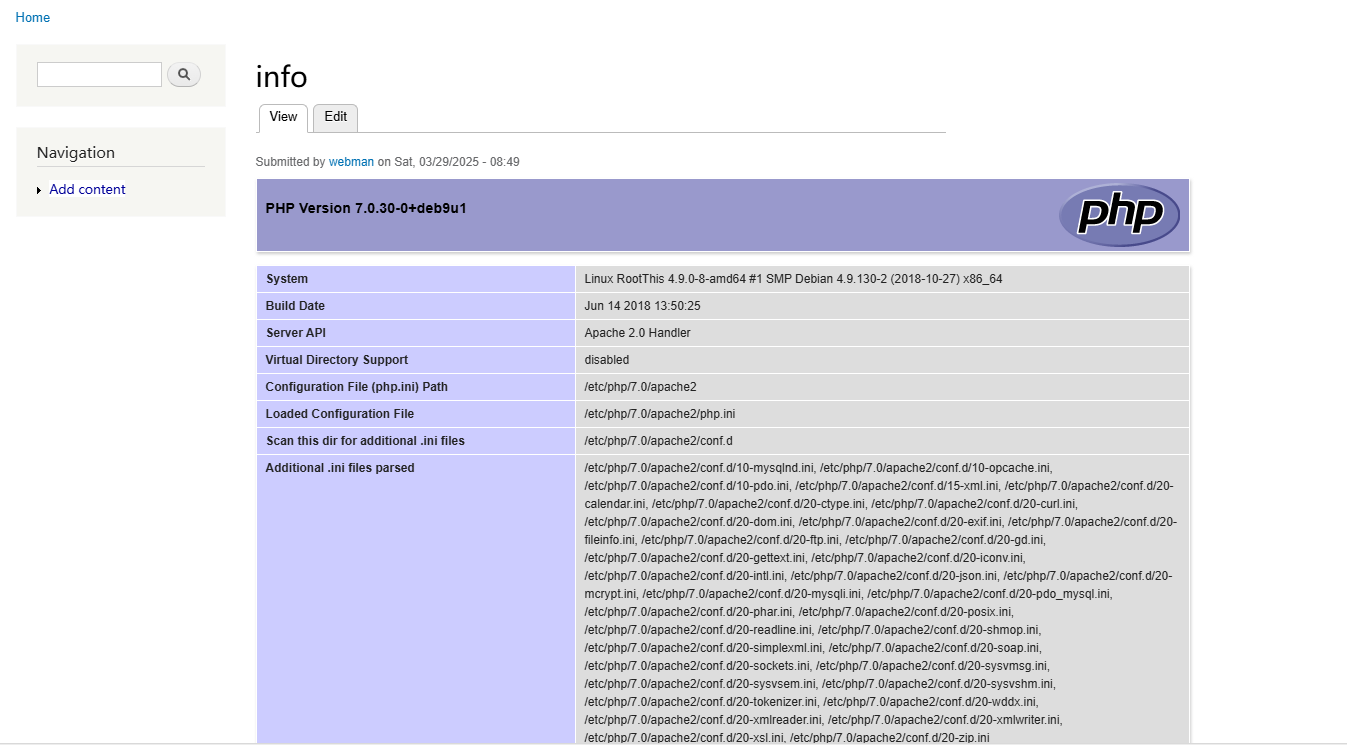 Home
info
View
Edit
Navigation
Add content
Submitted by webman on Sat, 03/29/2025 - 08:49
PHP Version 7.0.30-0+deb9u1
php
System
Linux RootThis 4.9.0-8-amd64 #1 SMP Debian 4.9.130-2 (2018-10-27) x86_64
Build Date
Jun 14 2018 13:50:25
Server API
Apache 2.0 Handler
Virtual Directory Support
disabled
Configuration File (php.ini) Path
/etc/php/7.0/apache2
Loaded Configuration File
/etc/php/7.0/apache2/php.ini
Scan this dir for additional .ini files
/etc/php/7.0/apache2/conf.d
Additional .ini files parsed
/etc/php/7.0/apache2/conf.d/10-mysqlnd.ini, /etc/php/7.0/apache2/conf.d/10-opcache.ini,
/etc/php/7.0/apache2/conf.d/10-pdo.ini, /etc/php/7.0/apache2/conf.d/15-xml.ini, /etc/php/7.0/apache2/conf.d/20-
calendar.ini, /etc/php/7.0/apache2/conf.d/20-ctype.ini, /etc/php/7.0/apache2/conf.d/20-curl.ini,
/etc/php/7.0/apache2/conf.d/20-dom.ini, /etc/php/7.0/apache2/conf.d/20-exif.ini, /etc/php/7.0/apache2/conf.d/20-
fileinfo.ini, /etc/php/7.0/apache2/conf.d/20-ftp.ini, /etc/php/7.0/apache2/conf.d/20-gd.ini,
/etc/php/7.0/apache2/conf.d/20-gettext.ini, /etc/php/7.0/apache2/conf.d/20-iconv.ini,
/etc/php/7.0/apache2/conf.d/20-intl.ini, /etc/php/7.0/apache2/conf.d/20-json.ini, /etc/php/7.0/apache2/conf.d/20-
mcrypt.ini, /etc/php/7.0/apache2/conf.d/20-mysqli.ini, /etc/php/7.0/apache2/conf.d/20-pdo_mysql.ini,
/etc/php/7.0/apache2/conf.d/20-phar.ini, /etc/php/7.0/apache2/conf.d/20-posix.ini,
/etc/php/7.0/apache2/conf.d/20-readline.ini, /etc/php/7.0/apache2/conf.d/20-shmop.ini,
/etc/php/7.0/apache2/conf.d/20-simplexml.ini, /etc/php/7.0/apache2/conf.d/20-soap.ini,
/etc/php/7.0/apache2/conf.d/20-sockets.ini, /etc/php/7.0/apache2/conf.d/20-sysvmsg.ini,
/etc/php/7.0/apache2/conf.d/20-sysvsem.ini, /etc/php/7.0/apache2/conf.d/20-sysvshm.ini,
/etc/php/7.0/apache2/conf.d/20-tokenizer.ini, /etc/php/7.0/apache2/conf.d/20-wddx.ini,
/etc/php/7.0/apache2/conf.d/20-xmlreader.ini, /etc/php/7.0/apache2/conf.d/20-xmlwriter.ini,
/etc/php/7.0/apache2/conf.d/20-xsl.ini, /etc/php/7.0/apache2/conf.d/20-zip.ini